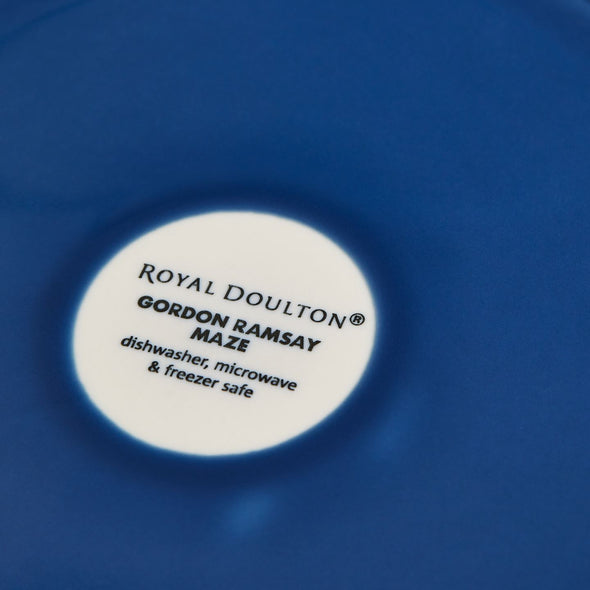 ROYAL DOULTON®
GORDON RAMSAY
MAZE
dishwasher, microwave
& freezer safe